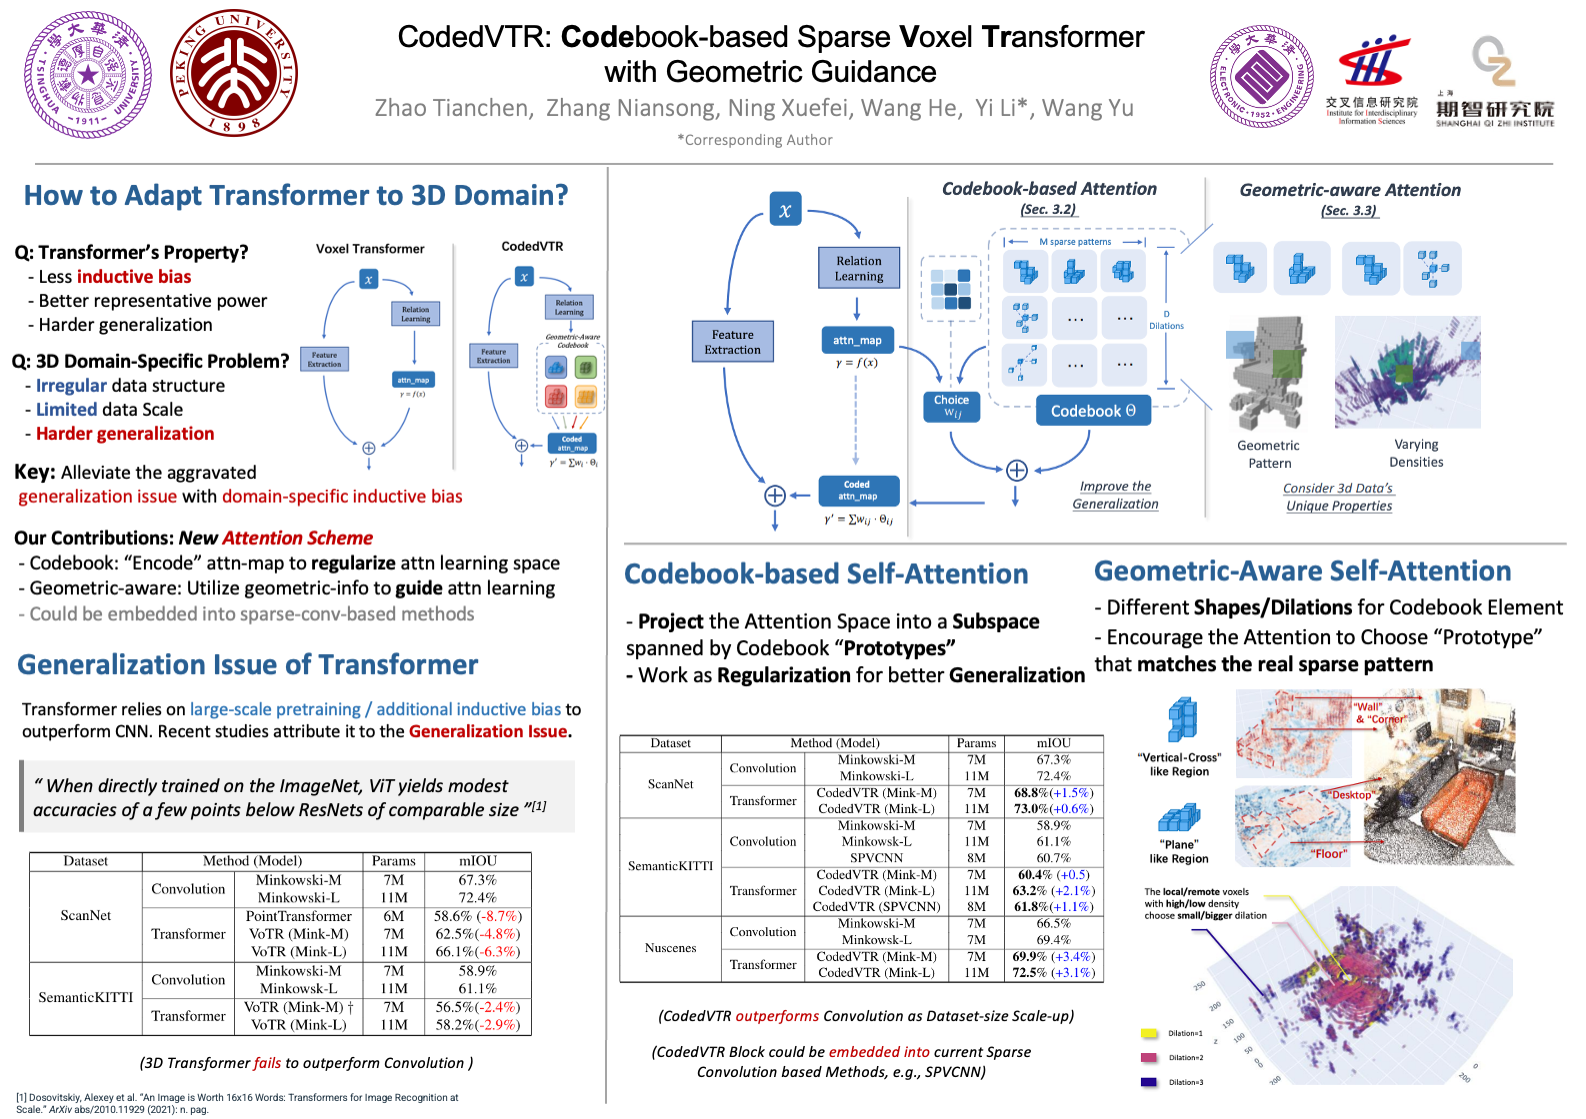 CodedVTR: Codebook-based Sparse Voxel Transformer
with Geometric Guidance
Zhao Tianchen, Zhang Niansong, Ning Xuefei, Wang He, Yi Li*, Wang Yu
*Corresponding Author
TSINGHUA UNIVERSITY
-1911-
PEKING UNIVERSITY
1898
ELECTRONIC ENGINEERING
1952
交叉信息研究院
Institute for Interdisciplinary
Information Sciences
上海
期智研究院
SHANGHAI QI ZHI INSTITUTE
How to Adapt Transformer to 3D Domain?
Q: Transformer's Property?
- Less inductive bias
- Better representative power
- Harder generalization
Q: 3D Domain-Specific Problem?
- Irregular data structure
- Limited data Scale
- Harder generalization
Key: Alleviate the aggravated
generalization issue with domain-specific inductive bias
Voxel Transformer
x
Relation
Learning
Feature
Extraction
attn_map
γ = f(x)
CodedVTR
x
Relation
Learning
Geometric-Aware
Codebook
Feature
Extraction
Coded
attn_map
γ' = ∑wᵢ · Θᵢ
Our Contributions: New Attention Scheme
- Codebook: “Encode” attn-map to regularize attn learning space
- Geometric-aware: Utilize geometric-info to guide attn learning
- Could be embedded into sparse-conv-based methods
Generalization Issue of Transformer
Transformer relies on large-scale pretraining / additional inductive bias to
outperform CNN. Recent studies attribute it to the Generalization Issue.
“ When directly trained on the ImageNet, ViT yields modest
accuracies of a few points below ResNets of comparable size ”[1]
Dataset Method (Model) Params mIOU
ScanNet Convolution Minkowski-M 7M 67.3%
Minkowski-L 11M 72.4%
Transformer PointTransformer 6M 58.6% (-8.7%)
VoTR (Mink-M) 7M 62.5%(-4.8%)
VoTR (Mink-L) 11M 66.1%(-6.3%)
SemanticKITTI Convolution Minkowski-M 7M 58.9%
Minkowsk-L 11M 61.1%
Transformer VoTR (Mink-M) † 7M 56.5%(-2.4%)
VoTR (Mink-L) 11M 58.2%(-2.9%)
(3D Transformer fails to outperform Convolution )
[1] Dosovitskiy, Alexey et al. “An Image is Worth 16x16 Words: Transformers for Image Recognition at
Scale.” ArXiv abs/2010.11929 (2021): n. pag.
x
Relation
Learning
Feature
Extraction
attn_map
γ = f(x)
Coded
attn_map
γ' = ∑wᵢⱼ · Θᵢⱼ
Codebook-based Attention
(Sec. 3.2)
M sparse patterns
D
Dilations
Choice
wᵢⱼ
Codebook Θ
Improve the
Generalization
Geometric-aware Attention
(Sec. 3.3)
Geometric
Pattern
Varying
Densities
Consider 3d Data's
Unique Properties
Codebook-based Self-Attention
- Project the Attention Space into a Subspace
spanned by Codebook “Prototypes”
- Work as Regularization for better Generalization
Dataset Method (Model) Params mIOU
ScanNet Convolution Minkowski-M 7M 67.3%
Minkowski-L 11M 72.4%
Transformer CodedVTR (Mink-M) 7M 68.8%(+1.5%)
CodedVTR (Mink-L) 11M 73.0%(+0.6%)
SemanticKITTI Convolution Minkowski-M 7M 58.9%
Minkowsk-L 11M 61.1%
SPVCNN 8M 60.7%
Transformer CodedVTR (Mink-M) 7M 60.4% (+0.5)
CodedVTR (Mink-L) 11M 63.2% (+2.1%)
CodedVTR (SPVCNN) 8M 61.8%(+1.1%)
Nuscenes Convolution Minkowski-M 7M 66.5%
Minkowsk-L 7M 69.4%
Transformer CodedVTR (Mink-M) 7M 69.9% (+3.4%)
CodedVTR (Mink-L) 11M 72.5% (+3.1%)
(CodedVTR outperforms Convolution as Dataset-size Scale-up)
(CodedVTR Block could be embedded into current Sparse
Convolution based Methods, e.g., SPVCNN)
Geometric-Aware Self-Attention
- Different Shapes/Dilations for Codebook Element
- Encourage the Attention to Choose “Prototype”
that matches the real sparse pattern
“Vertical-Cross”
like Region
“Plane”
like Region
“Wall”
& “Corner”
“Desktop”
“Floor”
The local/remote voxels
with high/low density
choose small/bigger dilation
Dilation=1
Dilation=2
Dilation=3
250
200
150
100
50
0
z
200
0
200